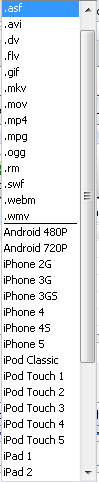 .asf
.avi
.dv
.flv
.gif
.mkv
.mov
.mp4
.mpg
.ogg
.rm
.swf
.webm
.wmv
Android 480P
Android 720P
iPhone 2G
iPhone 3G
iPhone 3GS
iPhone 4
iPhone 4S
iPhone 5
iPod Classic
iPod Touch 1
iPod Touch 2
iPod Touch 3
iPod Touch 4
iPod Touch 5
iPad 1
iPad 2